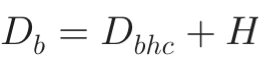 D_b = D_{bhc} + H